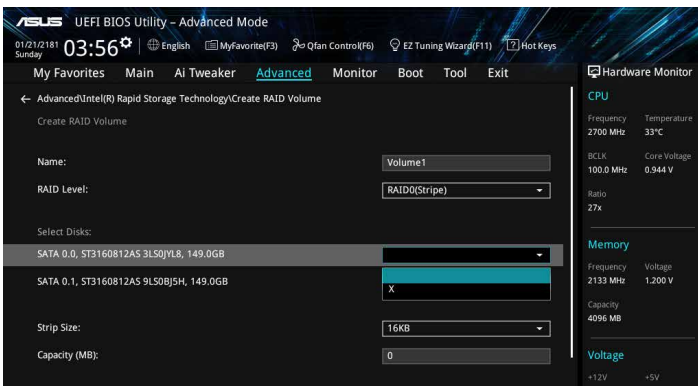 ASUS UEFI BIOS Utility – Advanced Mode
01/21/2181 Sunday 03:56 English MyFavorite(F3) Qfan Control(F6) EZ Tuning Wizard(F11) ? Hot Keys
My Favorites Main Ai Tweaker Advanced Monitor Boot Tool Exit
← Advanced\Intel(R) Rapid Storage Technology\Create RAID Volume
Create RAID Volume
Name: Volume1
RAID Level: RAID0(Stripe)
Select Disks:
SATA 0.0, ST3160812AS 3LS0JYL8, 149.0GB
SATA 0.1, ST3160812AS 9LS0BJ5H, 149.0GB
X
Strip Size: 16KB
Capacity (MB): 0
Hardware Monitor
CPU
Frequency Temperature
2700 MHz 33°C
BCLK Core Voltage
100.0 MHz 0.944 V
Ratio
27x
Memory
Frequency Voltage
2133 MHz 1.200 V
Capacity
4096 MB
Voltage
+12V +5V